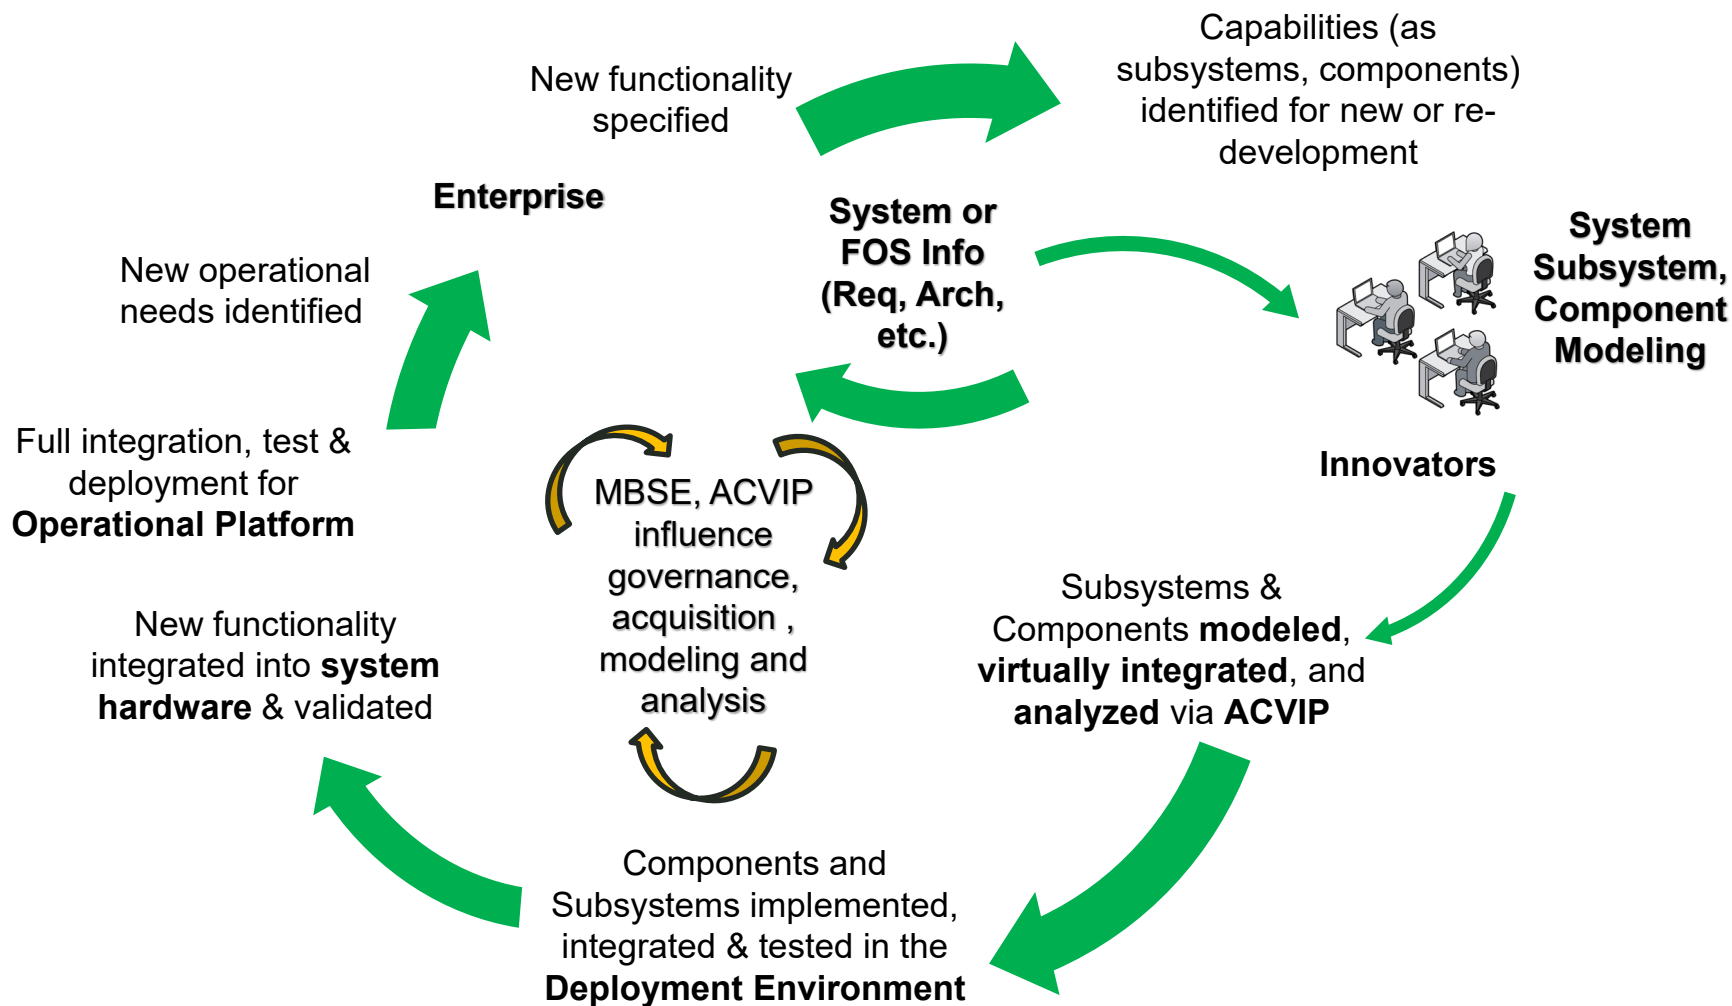 New functionality
specified
Capabilities (as
subsystems, components)
identified for new or re-
development
Enterprise
System or
FOS Info
(Req, Arch,
etc.)
System
Subsystem,
Component
Modeling
New operational
needs identified
Innovators
Full integration, test &
deployment for
Operational Platform
MBSE, ACVIP
influence
governance,
acquisition ,
modeling and
analysis
Subsystems &
Components modeled,
virtually integrated, and
analyzed via ACVIP
New functionality
integrated into system
hardware & validated
Components and
Subsystems implemented,
integrated & tested in the
Deployment Environment